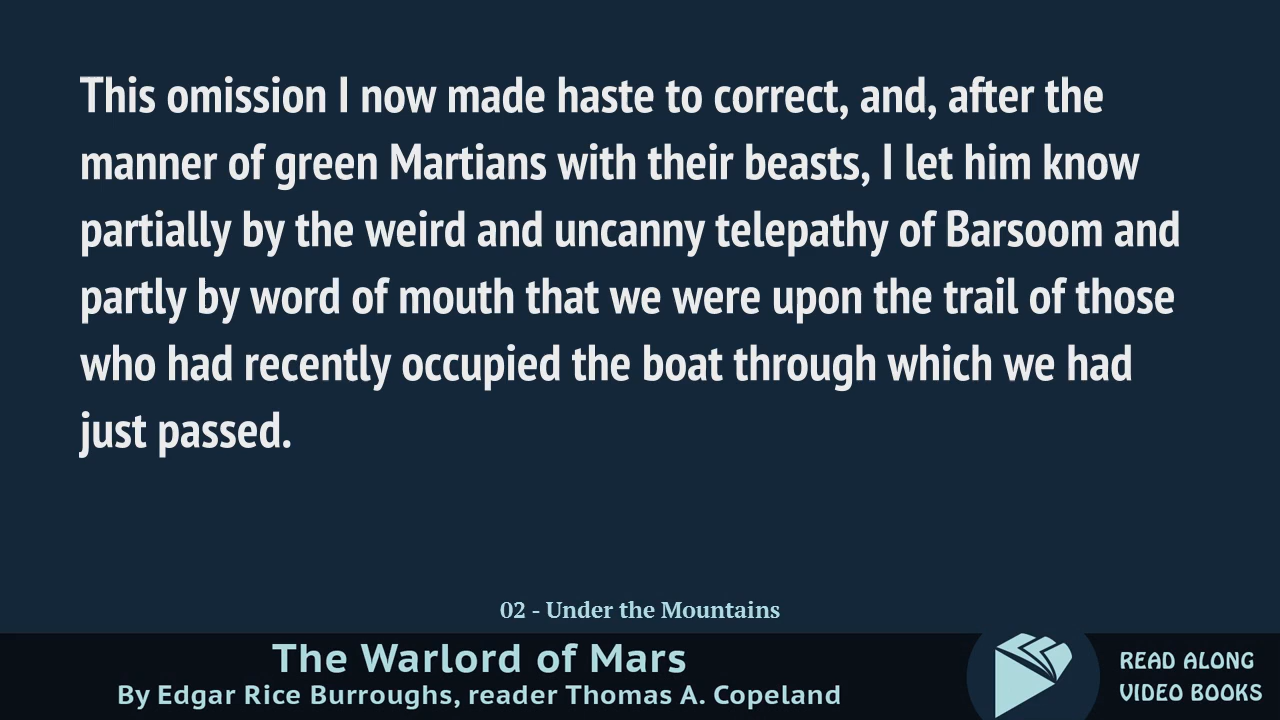 This omission I now made haste to correct, and, after the
manner of green Martians with their beasts, I let him know
partially by the weird and uncanny telepathy of Barsoom and
partly by word of mouth that we were upon the trail of those
who had recently occupied the boat through which we had
just passed.
02 - Under the Mountains
The Warlord of Mars
By Edgar Rice Burroughs, reader Thomas A. Copeland
READ ALONG
VIDEO BOOKS